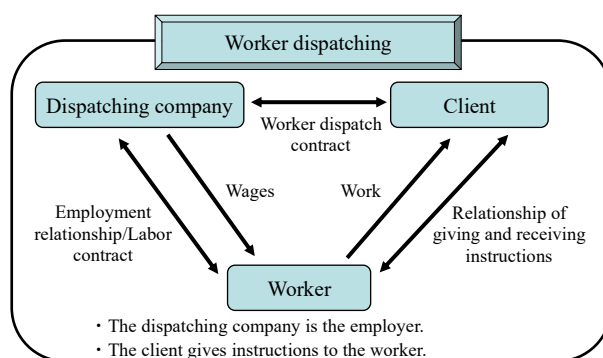 Worker dispatching
Dispatching company
Client
Worker dispatch
contract
Wages
Work
Employment
relationship/Labor
contract
Relationship of
giving and receiving
instructions
Worker
・The dispatching company is the employer.
・The client gives instructions to the worker.